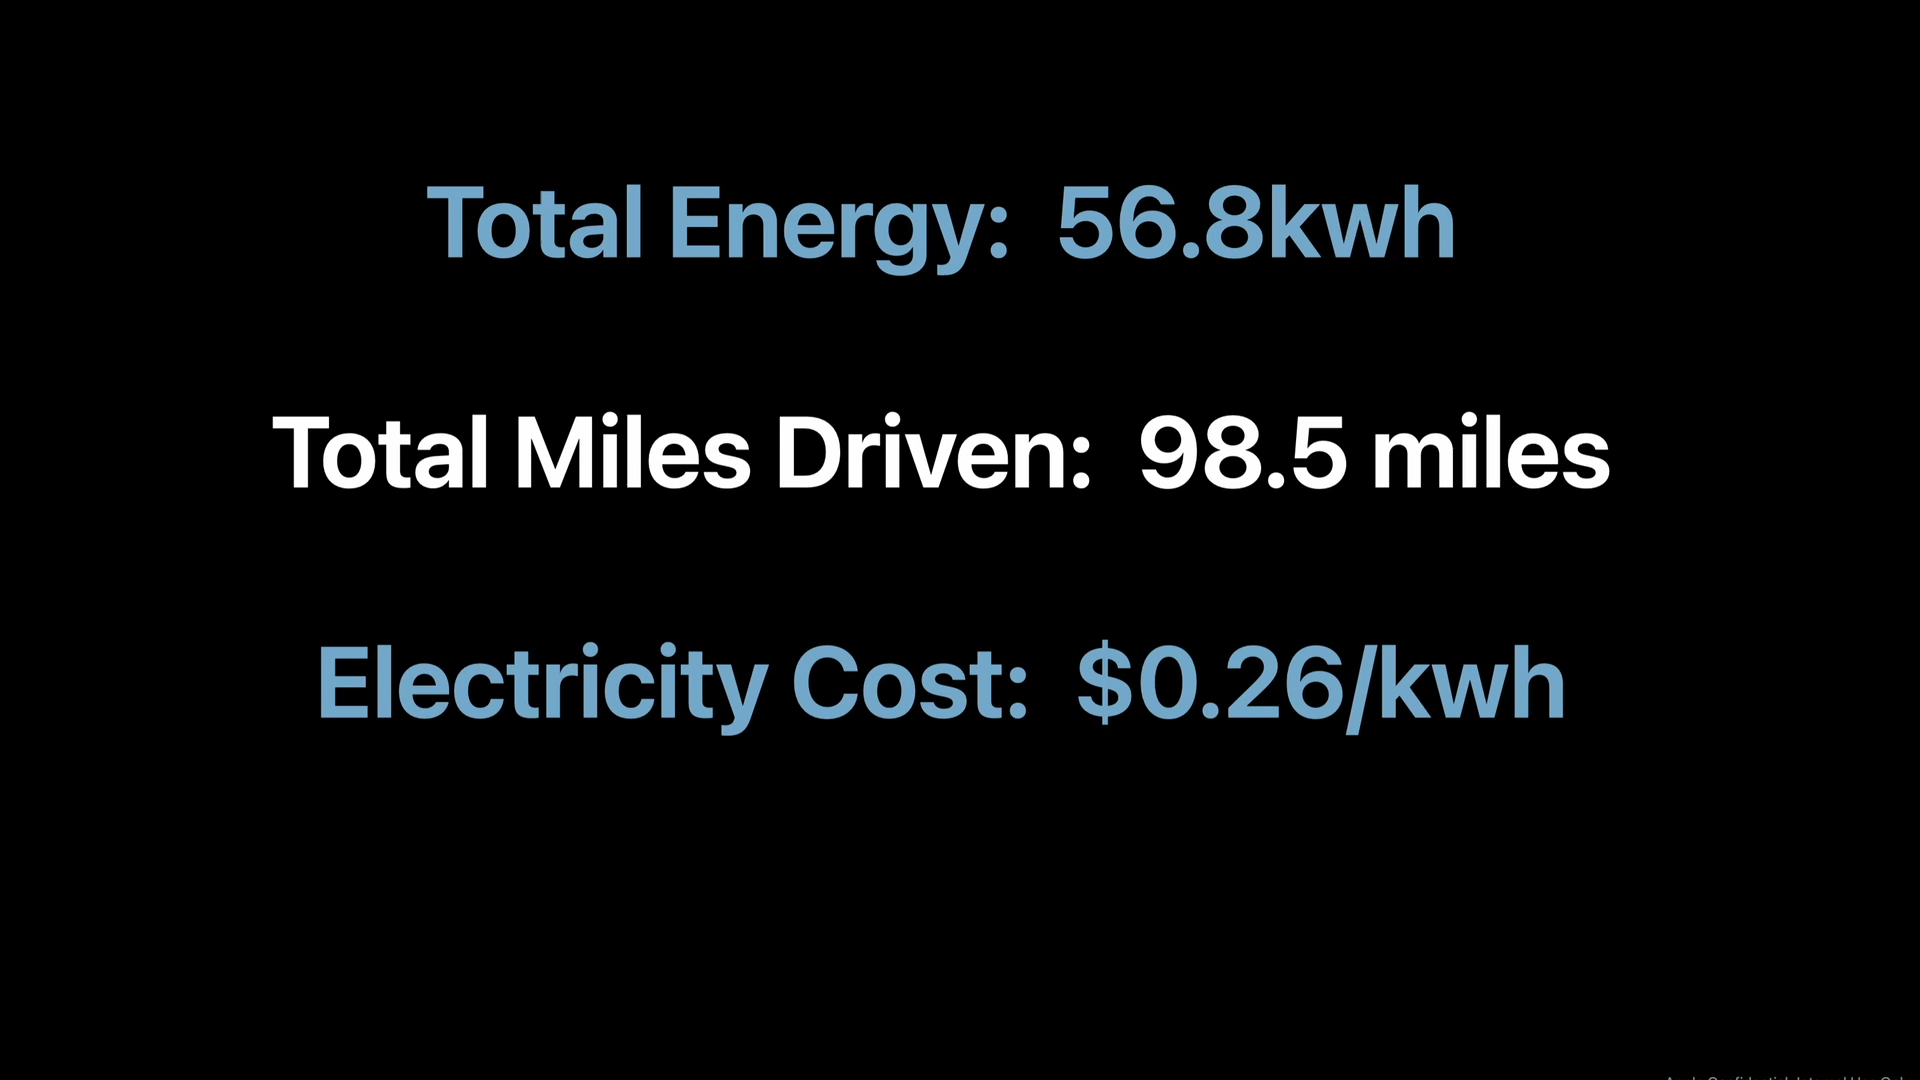 Total Energy: 56.8kwh
Total Miles Driven: 98.5 miles
Electricity Cost: $0.26/kwh